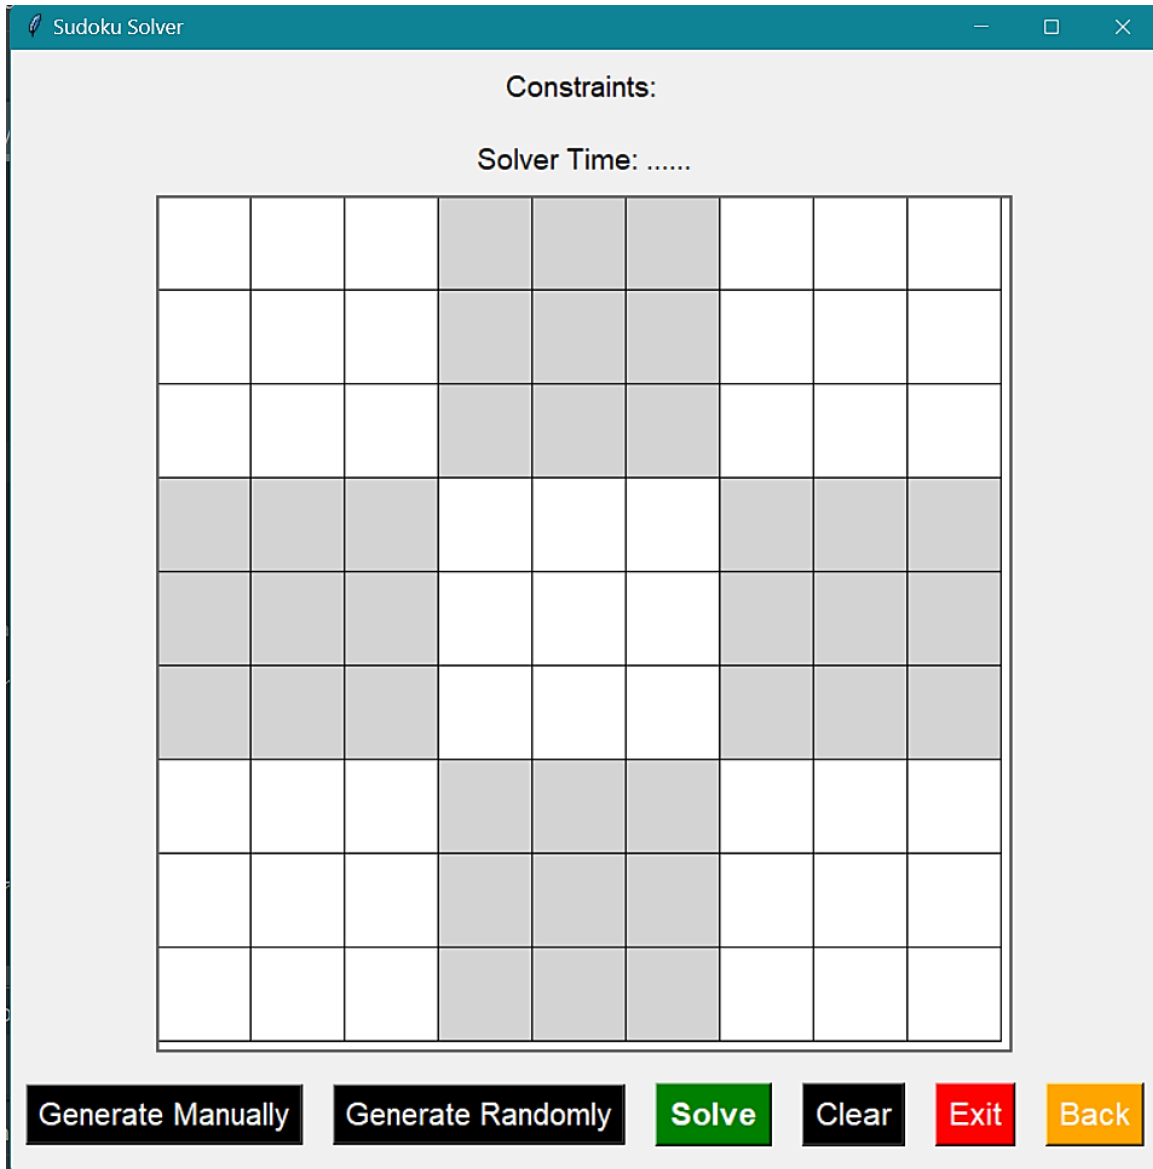 Sudoku Solver
Constraints:
Solver Time: ......
Generate Manually Generate Randomly Solve Clear Exit Back